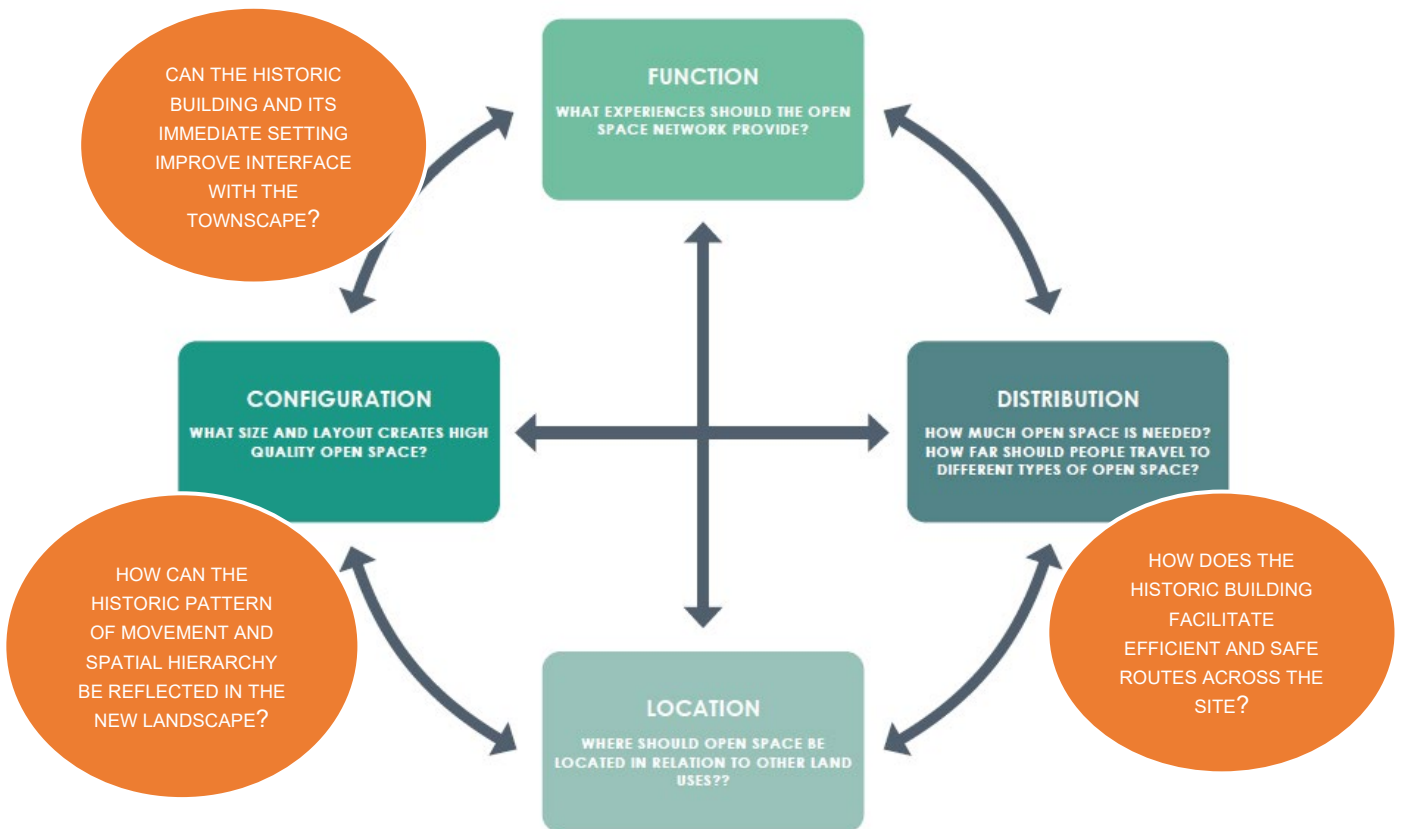 CAN THE HISTORIC
BUILDING AND ITS
IMMEDIATE SETTING
IMPROVE INTERFACE
WITH THE
TOWNSCAPE?
FUNCTION
WHAT EXPERIENCES SHOULD THE OPEN
SPACE NETWORK PROVIDE?
CONFIGURATION
WHAT SIZE AND LAYOUT CREATES HIGH
QUALITY OPEN SPACE?
DISTRIBUTION
HOW MUCH OPEN SPACE IS NEEDED?
HOW FAR SHOULD PEOPLE TRAVEL TO
DIFFERENT TYPES OF OPEN SPACE?
HOW CAN THE
HISTORIC PATTERN
OF MOVEMENT AND
SPATIAL HIERARCHY
BE REFLECTED IN THE
NEW LANDSCAPE?
LOCATION
WHERE SHOULD OPEN SPACE BE
LOCATED IN RELATION TO OTHER LAND
USES??
HOW DOES THE
HISTORIC BUILDING
FACILITATE
EFFICIENT AND SAFE
ROUTES ACROSS THE
SITE?